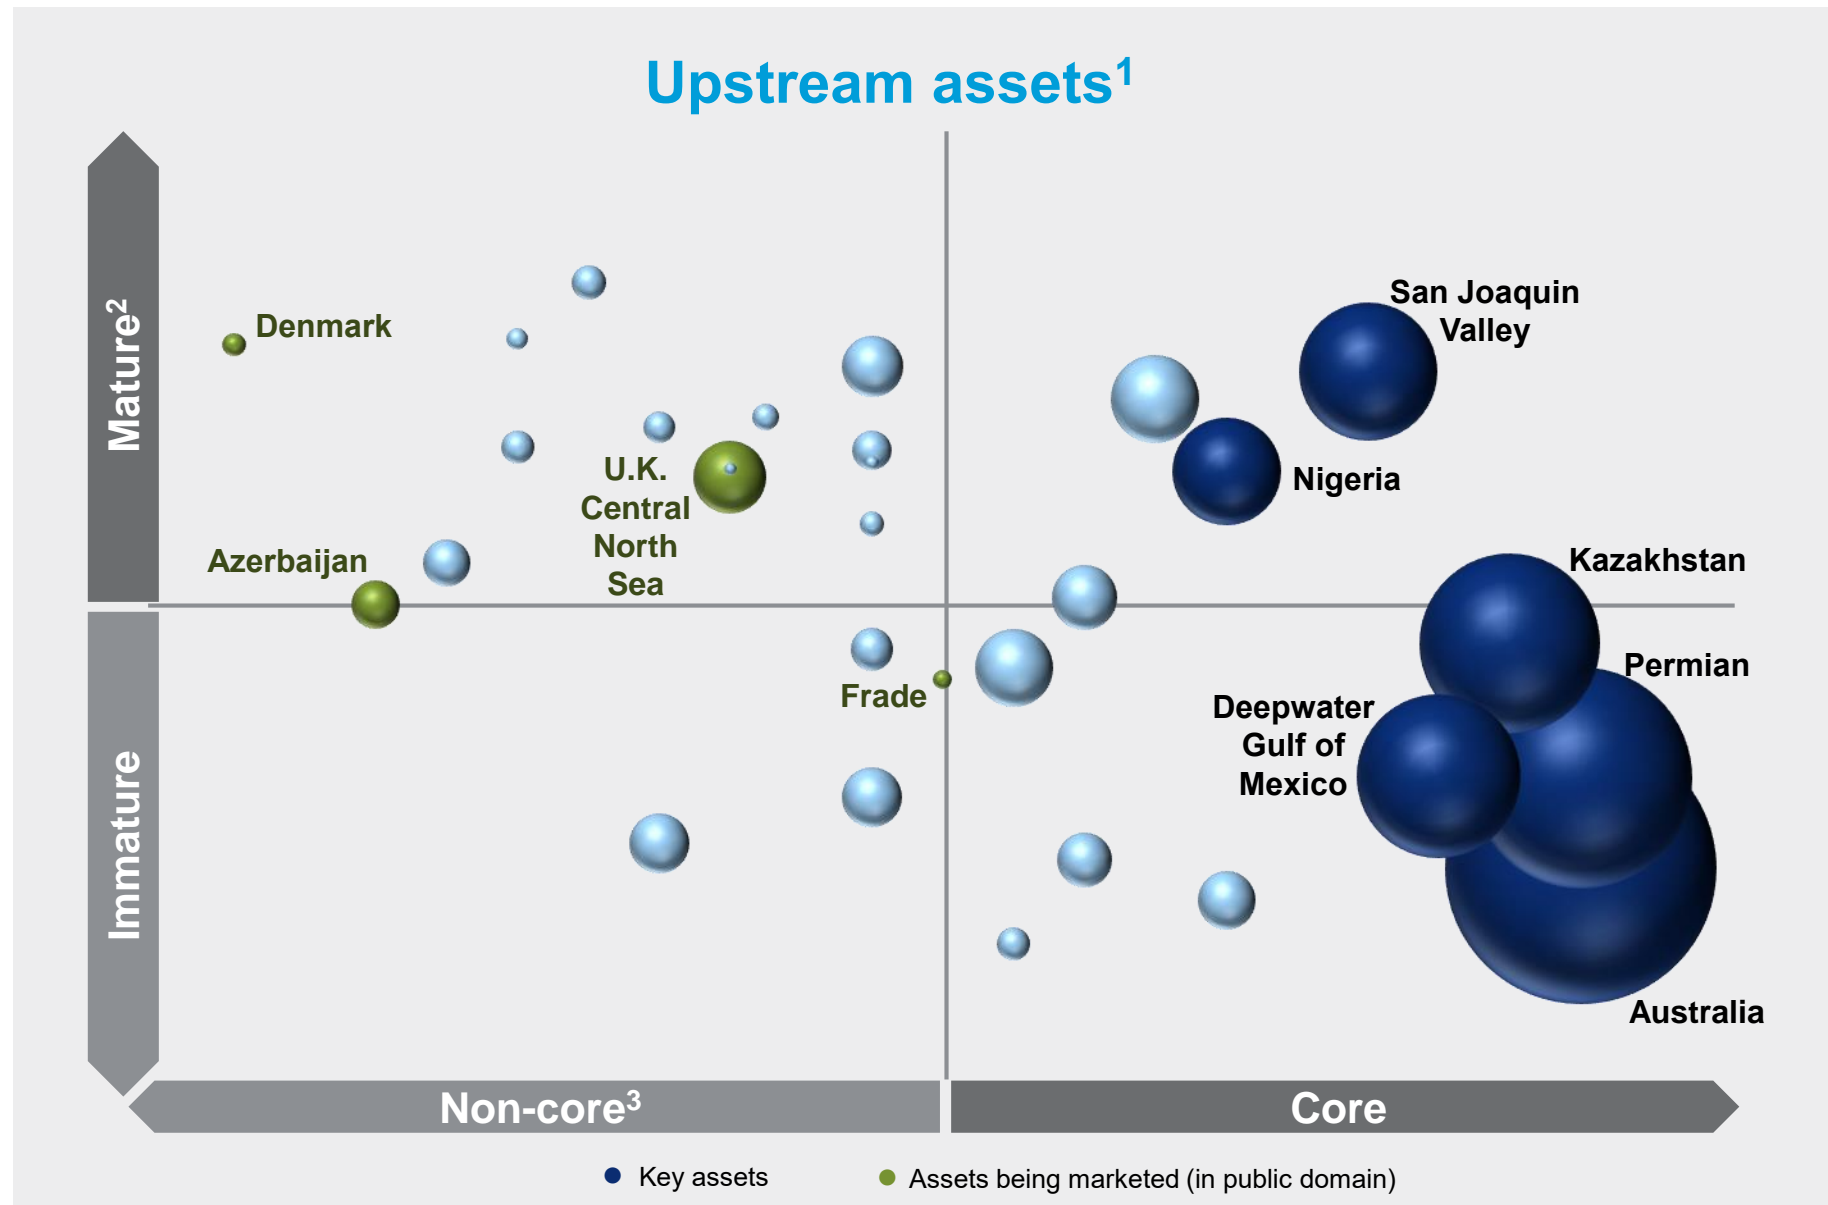 Upstream assets¹
Mature²
Immature
Denmark
San Joaquin
Valley
U.K.
Central
North
Sea
Nigeria
Azerbaijan
Kazakhstan
Frade
Permian
Deepwater
Gulf of
Mexico
Australia
Non-core³
Core
Key assets
Assets being marketed (in public domain)